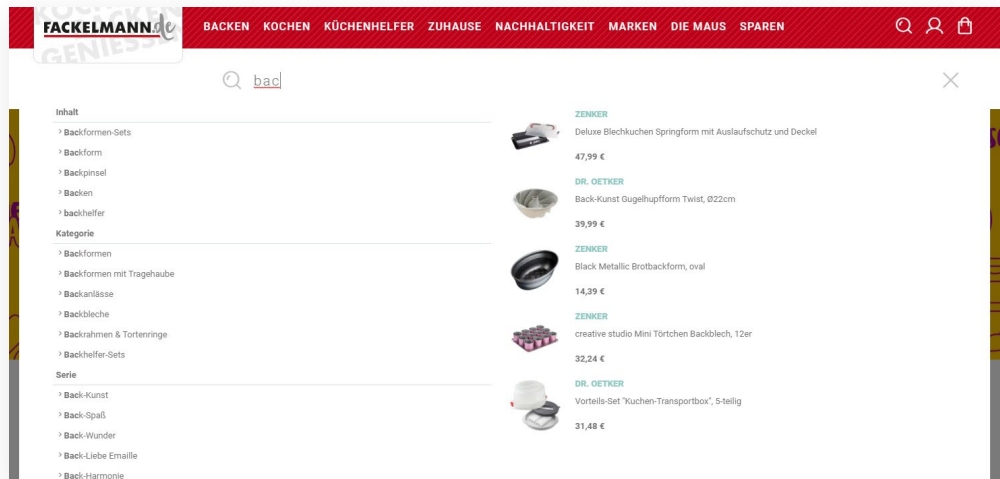 KOCHEN
BACKEN
FACKELMANN.de
GENIESSEN
BACKEN KOCHEN KÜCHENHELFER ZUHAUSE NACHHALTIGKEIT MARKEN DIE MAUS SPAREN
bac
Inhalt
Backformen-Sets
Backform
Backpinsel
Backen
backhelfer
Kategorie
Backformen
Backformen mit Tragehaube
Backanlässe
Backbleche
Backrahmen & Tortenringe
Backhelfer-Sets
Serie
Back-Kunst
Back-Spaß
Back-Wunder
Back-Liebe Emaille
Back-Harmonie
ZENKER
Deluxe Blechkuchen Springform mit Auslaufschutz und Deckel
47,99 €
DR. OETKER
Back-Kunst Gugelhupfform Twist, Ø22cm
39,99 €
ZENKER
Black Metallic Brotbackform, oval
14,39 €
ZENKER
creative studio Mini Törtchen Backblech, 12er
32,24 €
DR. OETKER
Vorteils-Set "Kuchen-Transportbox", 5-teilig
31,48 €